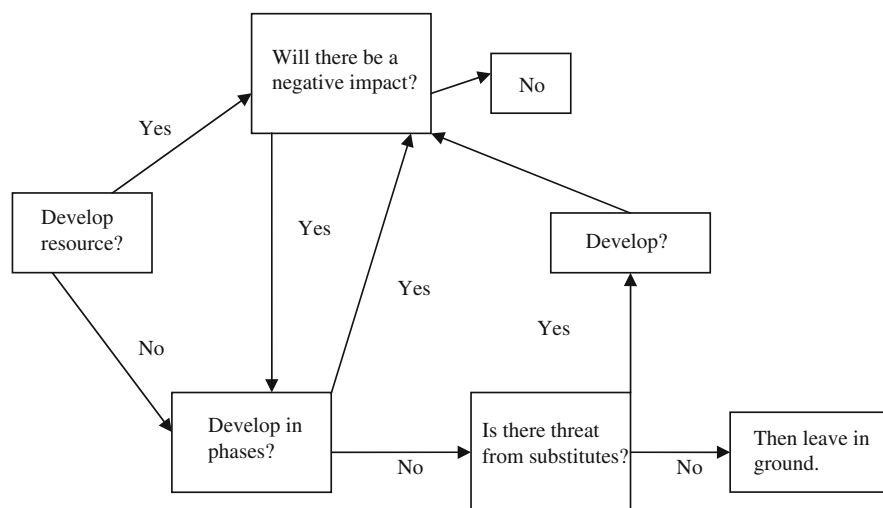 Will there be a
negative impact?
No
Yes
Develop
resource?
Yes
Develop?
Yes
Yes
No
Develop in
phases?
No
Is there threat
from substitutes?
No
Then leave in
ground.